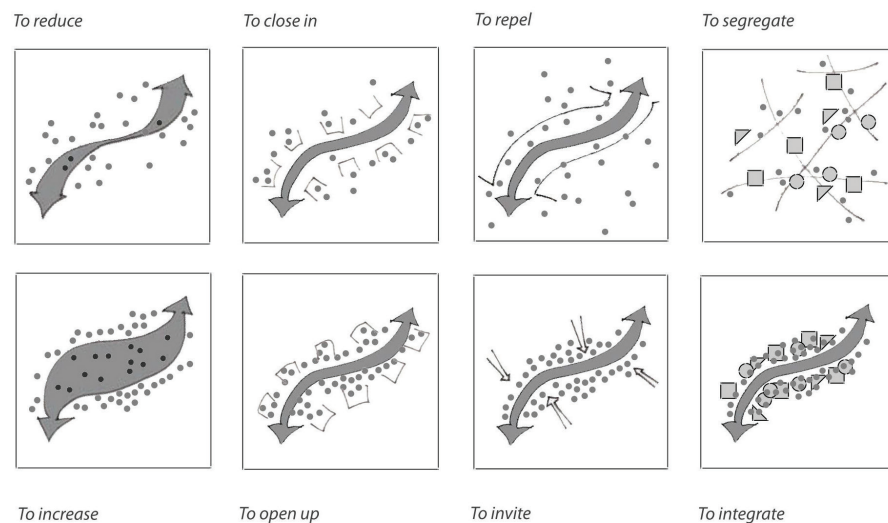 To reduce
To close in
To repel
To segregate
To increase
To open up
To invite
To integrate